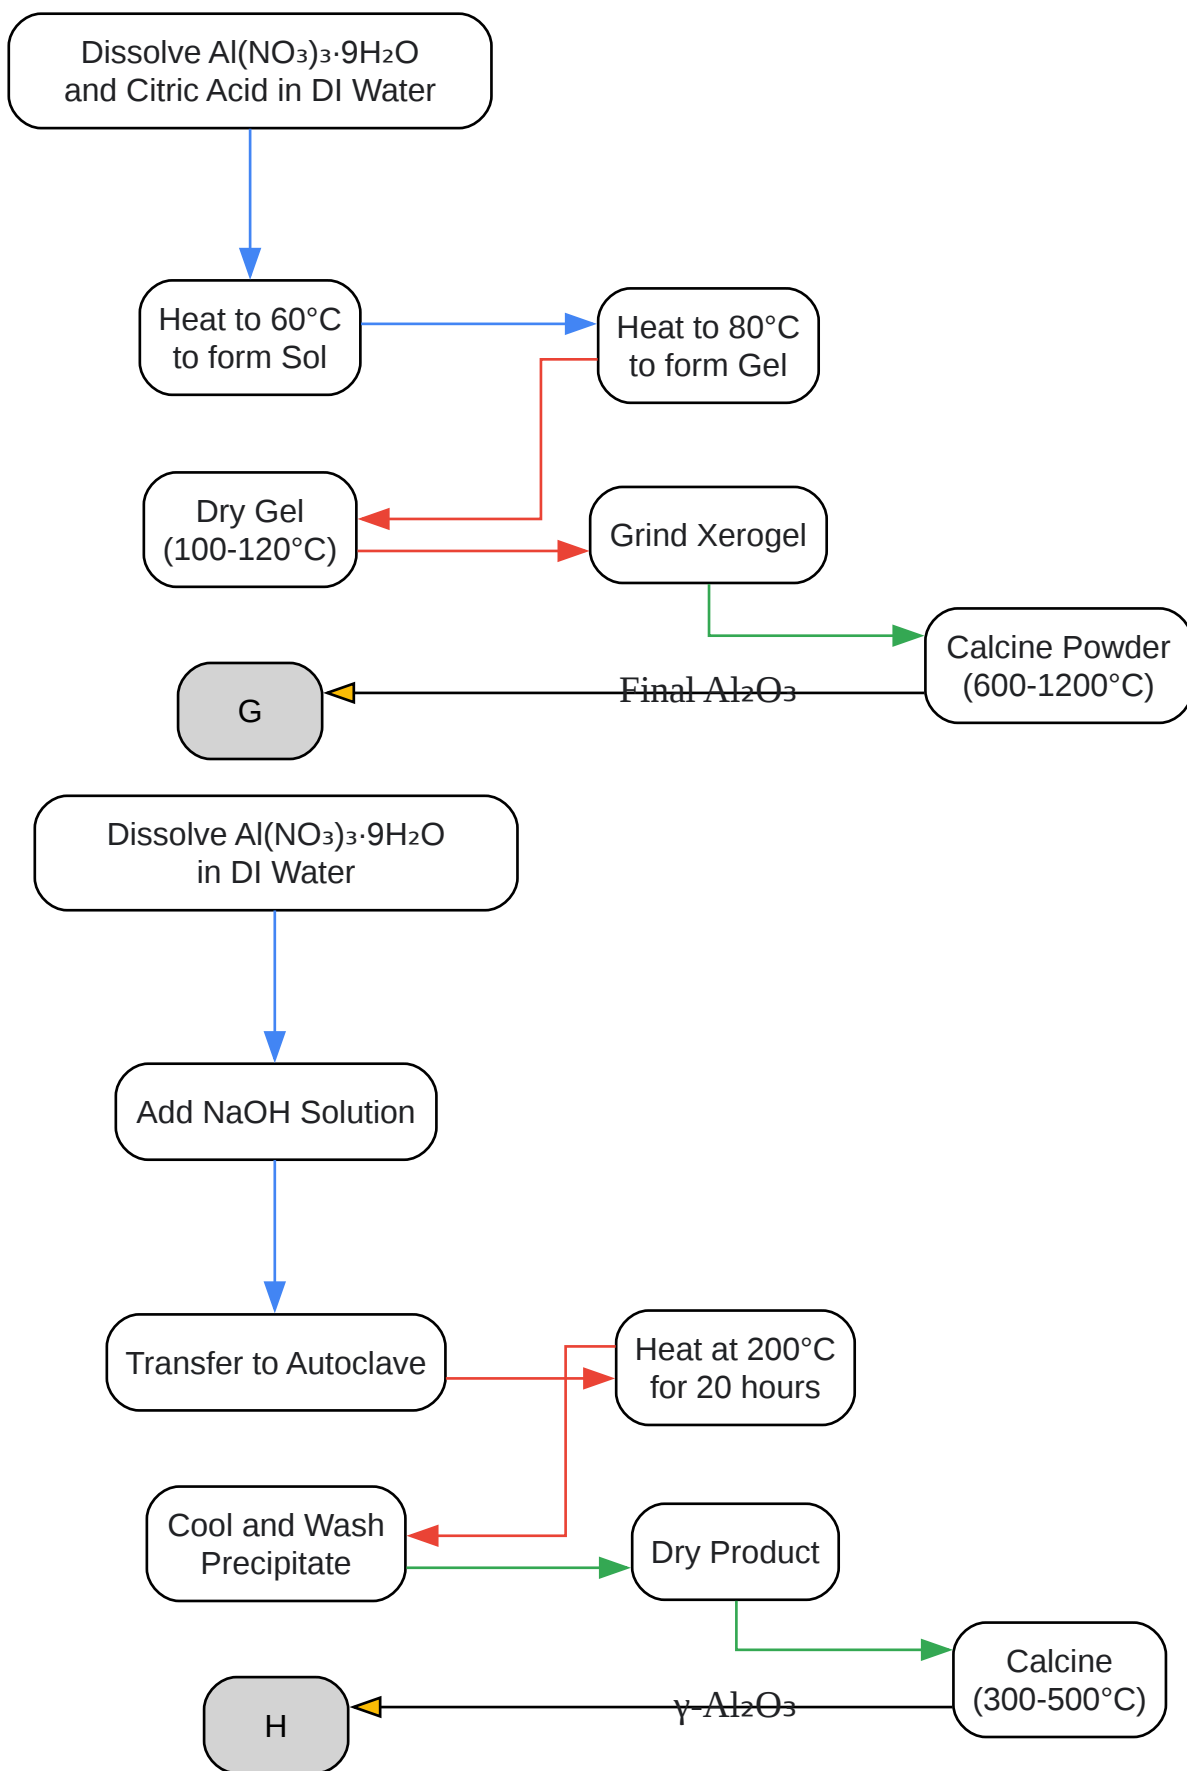 Dissolve Al(NO₃)₃·9H₂O
and Citric Acid in DI Water
Heat to 60°C
to form Sol
Heat to 80°C
to form Gel
Dry Gel
(100-120°C)
Grind Xerogel
Calcine Powder
(600-1200°C)
Final Al₂O₃
G
Dissolve Al(NO₃)₃·9H₂O
in DI Water
Add NaOH Solution
Transfer to Autoclave
Heat at 200°C
for 20 hours
Cool and Wash
Precipitate
Dry Product
Calcine
(300-500°C)
γ-Al₂O₃
H